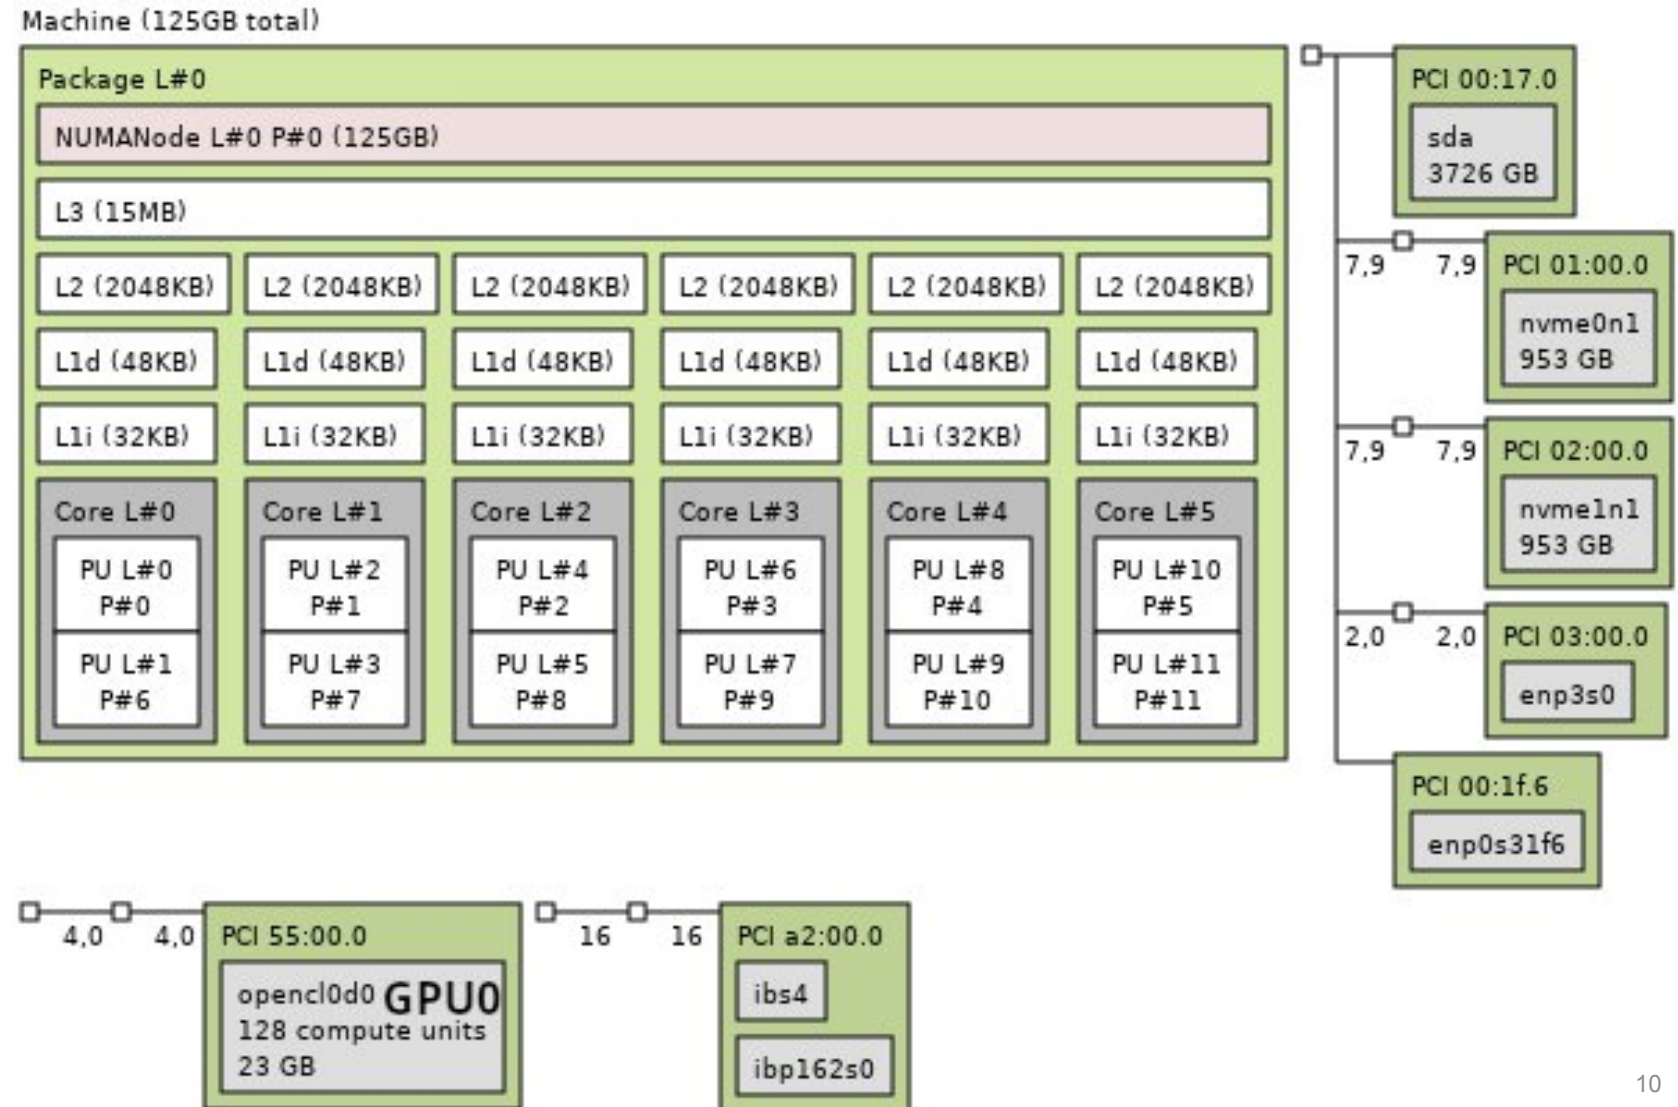 Machine (125GB total)
Package L#0
NUMANode L#0 P#0 (125GB)
L3 (15MB)
L2 (2048KB) L2 (2048KB) L2 (2048KB) L2 (2048KB) L2 (2048KB) L2 (2048KB)
L1d (48KB) L1d (48KB) L1d (48KB) L1d (48KB) L1d (48KB) L1d (48KB)
L1i (32KB) L1i (32KB) L1i (32KB) L1i (32KB) L1i (32KB) L1i (32KB)
Core L#0 Core L#1 Core L#2 Core L#3 Core L#4 Core L#5
PU L#0 PU L#2 PU L#4 PU L#6 PU L#8 PU L#10
P#0 P#1 P#2 P#3 P#4 P#5
PU L#1 PU L#3 PU L#5 PU L#7 PU L#9 PU L#11
P#6 P#7 P#8 P#9 P#10 P#11
PCI 00:17.0
sda
3726 GB
7,9 7,9 PCI 01:00.0
nvme0n1
953 GB
7,9 7,9 PCI 02:00.0
nvme1n1
953 GB
2,0 2,0 PCI 03:00.0
enp3s0
PCI 00:1f.6
enp0s31f6
4,0 4,0 PCI 55:00.0
opencl0d0 GPU0
128 compute units
23 GB
16 16 PCI a2:00.0
ibs4
ibp162s0
10